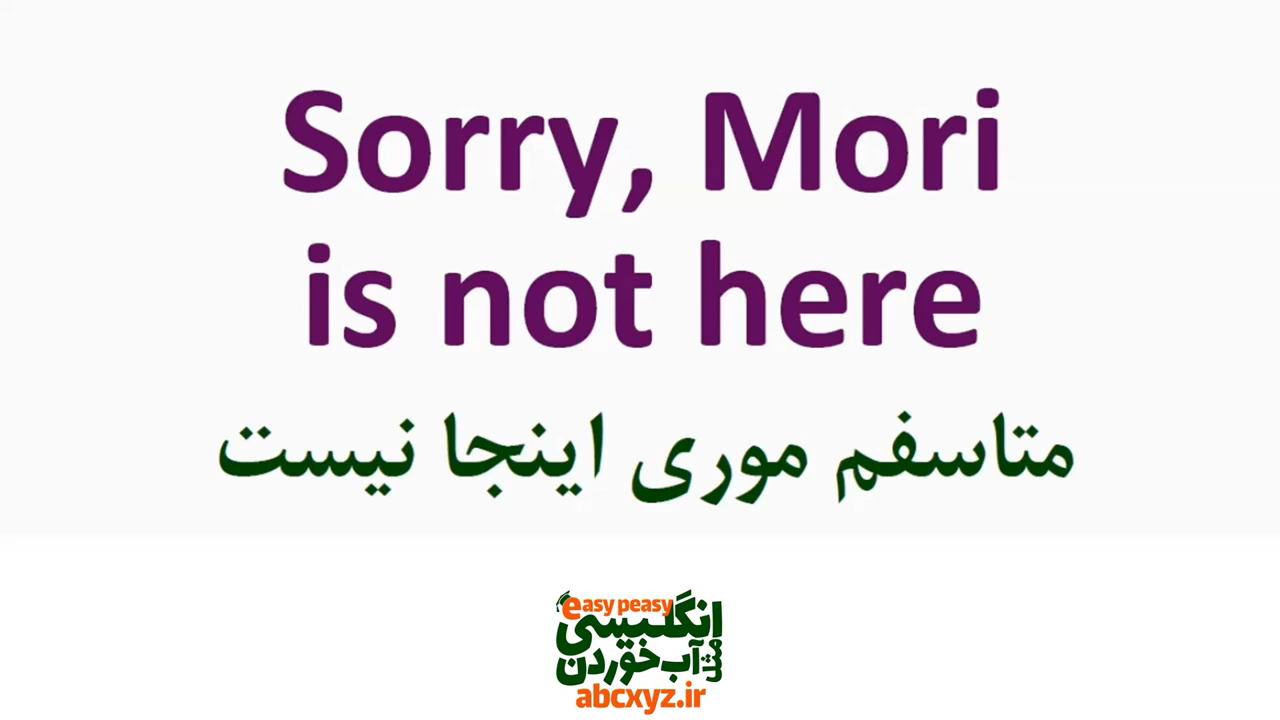 Sorry, Mori
is not here
متاسفم موری اینجا نیست
easy peasy
انگلیسی
مثل آب خوردن
abcxyz.ir